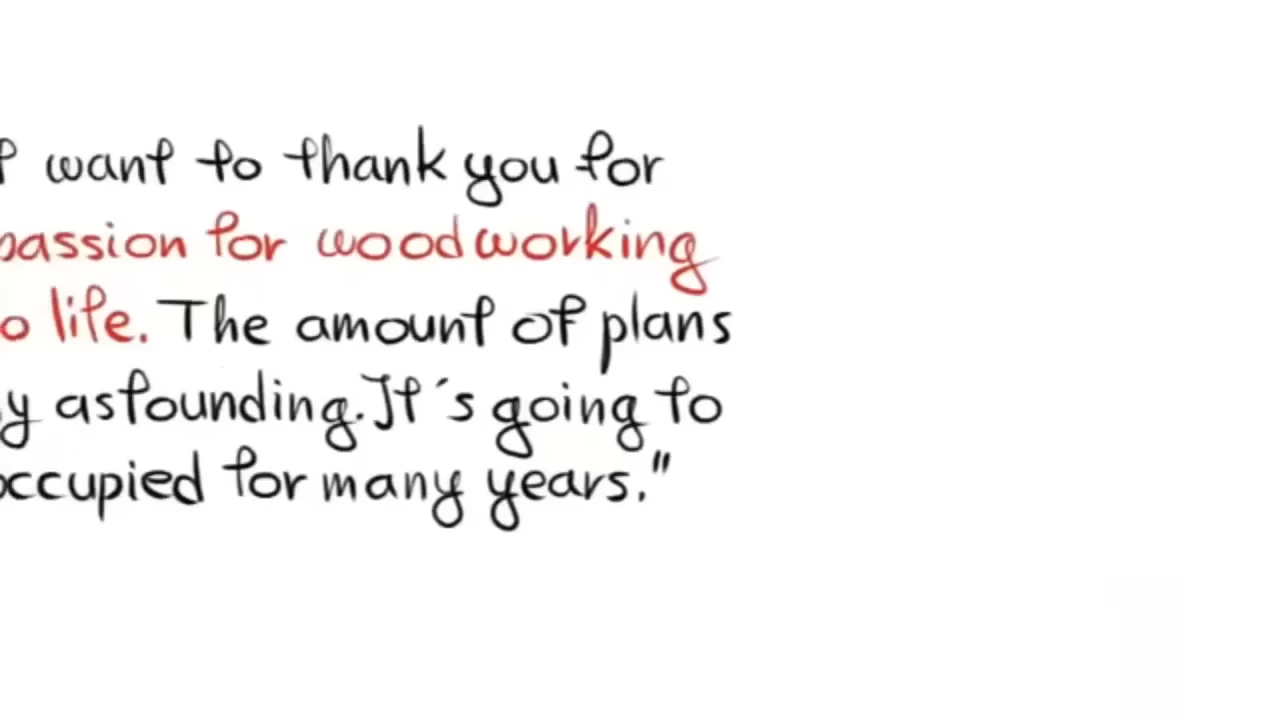 want to thank you for
passion for woodworking
o life. The amount of plans
y astounding. It´s going to
occupied for many years."